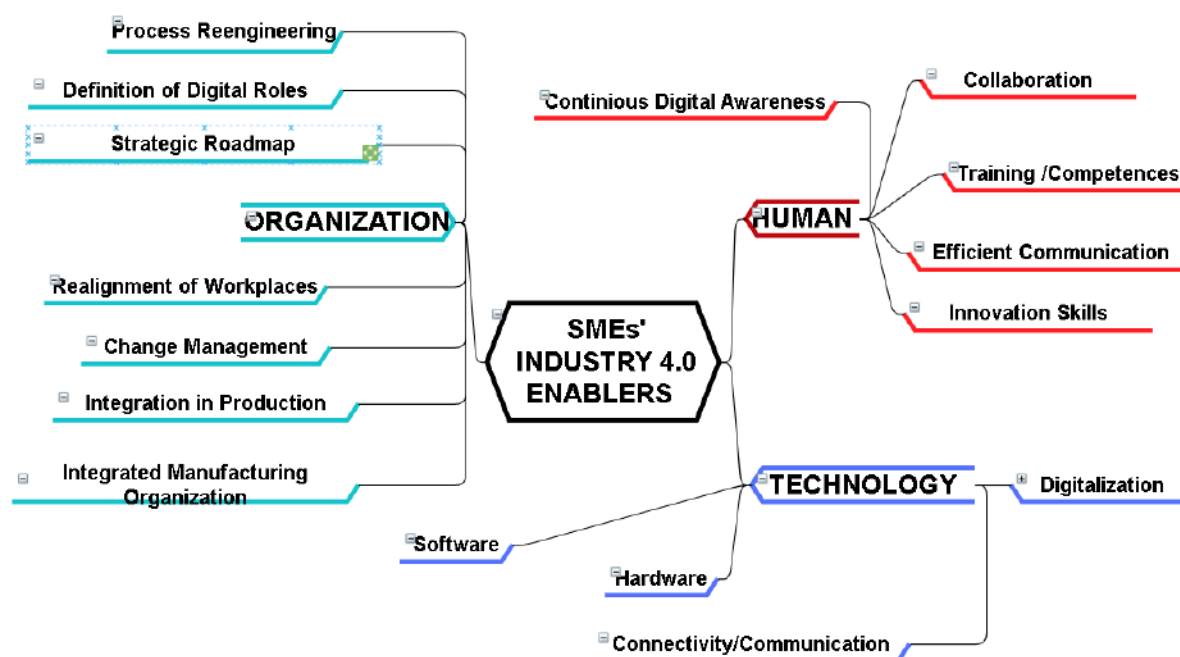 Process Reengineering
Definition of Digital Roles
Strategic Roadmap
ORGANIZATION
Realignment of Workplaces
Change Management
Integration in Production
Integrated Manufacturing
Organization
SMEs'
INDUSTRY 4.0
ENABLERS
Continious Digital Awareness
HUMAN
Collaboration
Training /Competences
Efficient Communication
Innovation Skills
TECHNOLOGY
Digitalization
Software
Hardware
Connectivity/Communication